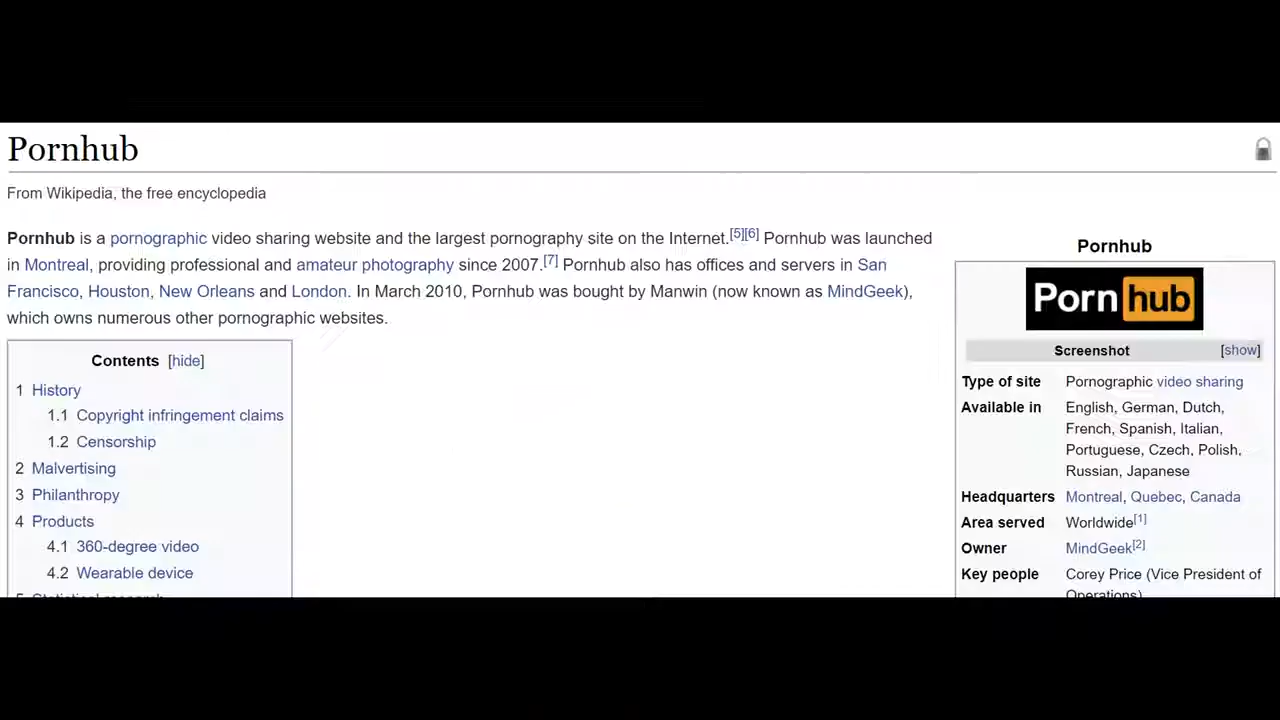 Pornhub
From Wikipedia, the free encyclopedia
Pornhub is a pornographic video sharing website and the largest pornography site on the Internet.[5][6] Pornhub was launched
in Montreal, providing professional and amateur photography since 2007.[7] Pornhub also has offices and servers in San
Francisco, Houston, New Orleans and London. In March 2010, Pornhub was bought by Manwin (now known as MindGeek),
which owns numerous other pornographic websites.
Contents [hide]
1 History
1.1 Copyright infringement claims
1.2 Censorship
2 Malvertising
3 Philanthropy
4 Products
4.1 360-degree video
4.2 Wearable device
5 Statistical research
Pornhub
Porn hub
Screenshot [show]
Type of site Pornographic video sharing
Available in English, German, Dutch,
French, Spanish, Italian,
Portuguese, Czech, Polish,
Russian, Japanese
Headquarters Montreal, Quebec, Canada
Area served Worldwide[1]
Owner MindGeek[2]
Key people Corey Price (Vice President of
Operations)